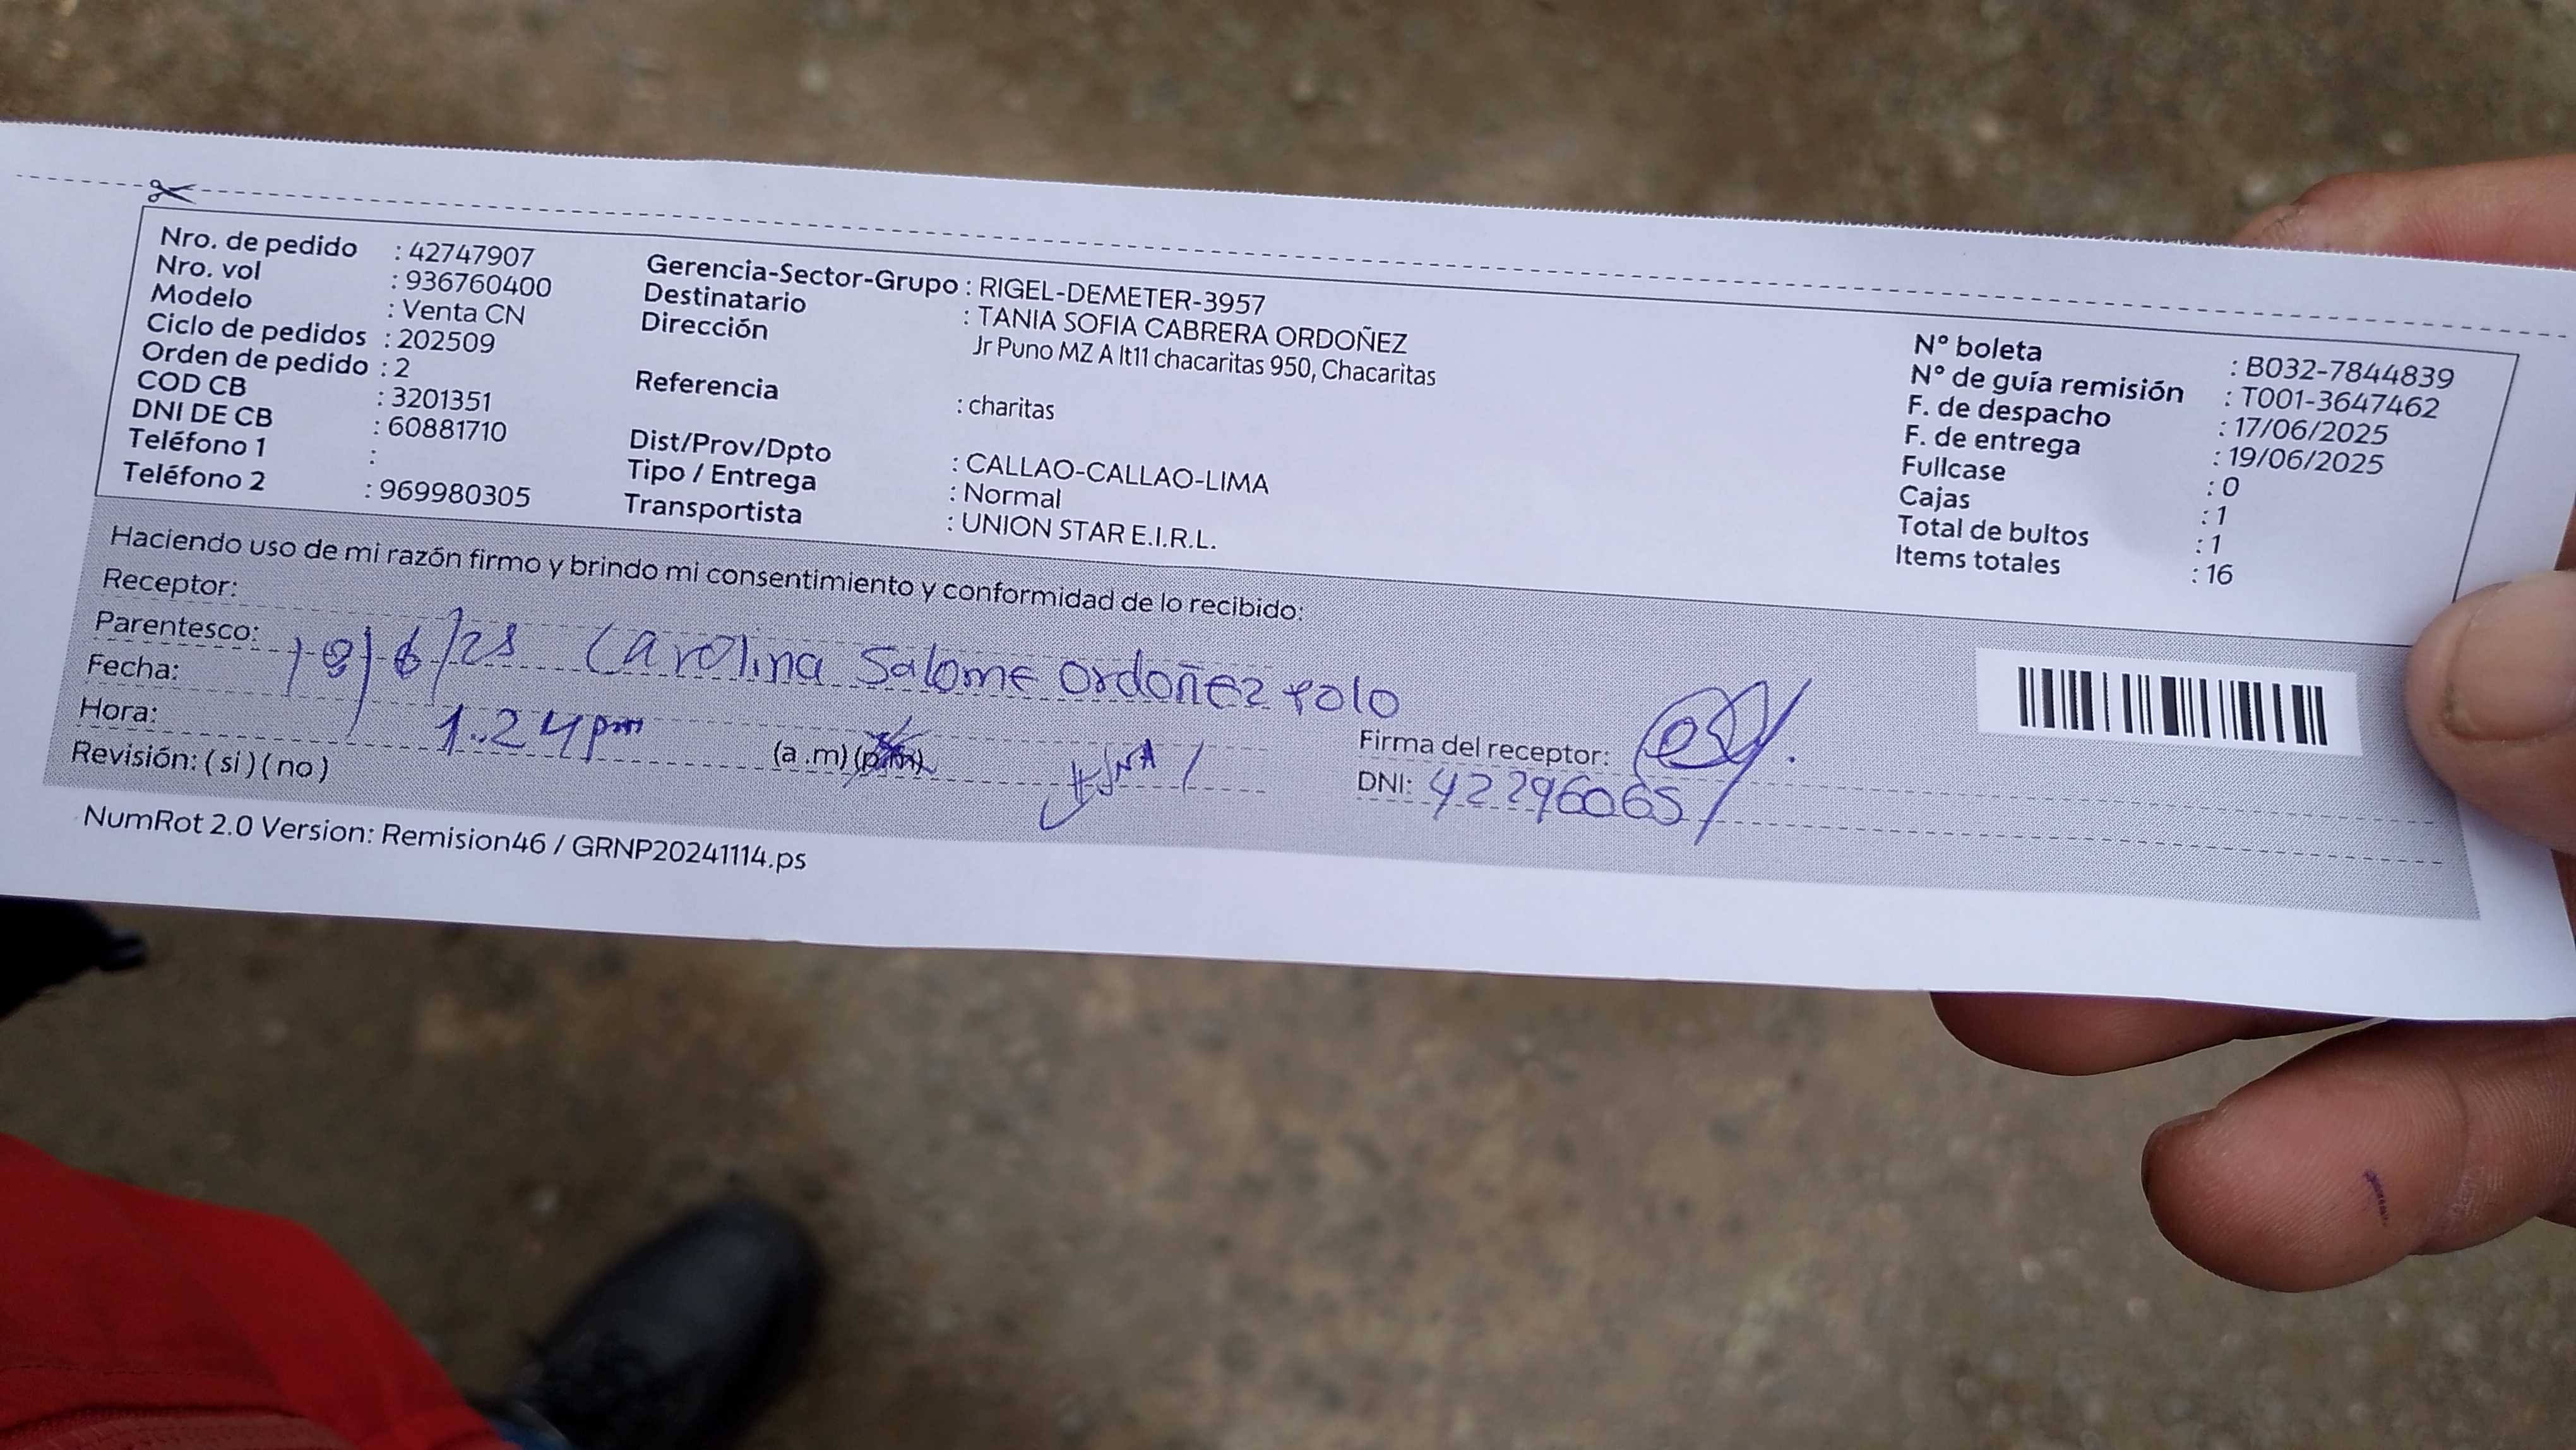 Nro. de pedido : 42747907
Nro. vol : 936760400
Modelo : Venta CN
Ciclo de pedidos : 202509
Orden de pedido : 2
COD CB : 3201351
DNI DE CB : 60881710
Teléfono 1 :
Teléfono 2 : 969980305
Gerencia-Sector-Grupo : RIGEL-DEMETER-3957
Destinatario : TANIA SOFIA CABRERA ORDOÑEZ
Dirección Jr Puno MZ A lt11 chacaritas 950, Chacaritas
Referencia : charitas
Dist/Prov/Dpto : CALLAO-CALLAO-LIMA
Tipo / Entrega : Normal
Transportista : UNION STAR E.I.R.L.
N° boleta : B032-7844839
N° de guía remisión : T001-3647462
F. de despacho : 17/06/2025
F. de entrega : 19/06/2025
Fullcase : 0
Cajas : 1
Total de bultos : 1
Items totales : 16
Haciendo uso de mi razón firmo y brindo mi consentimiento y conformidad de lo recibido:
Receptor:
Parentesco:
Carolina Salome Ordoñez polo
Fecha:
Hora: 1:24 pm (a .m) (p.m)
Revisión: ( si ) ( no )
Firma del receptor:
DNI: 42296065
NumRot 2.0 Version: Remision46 / GRNP20241114.ps